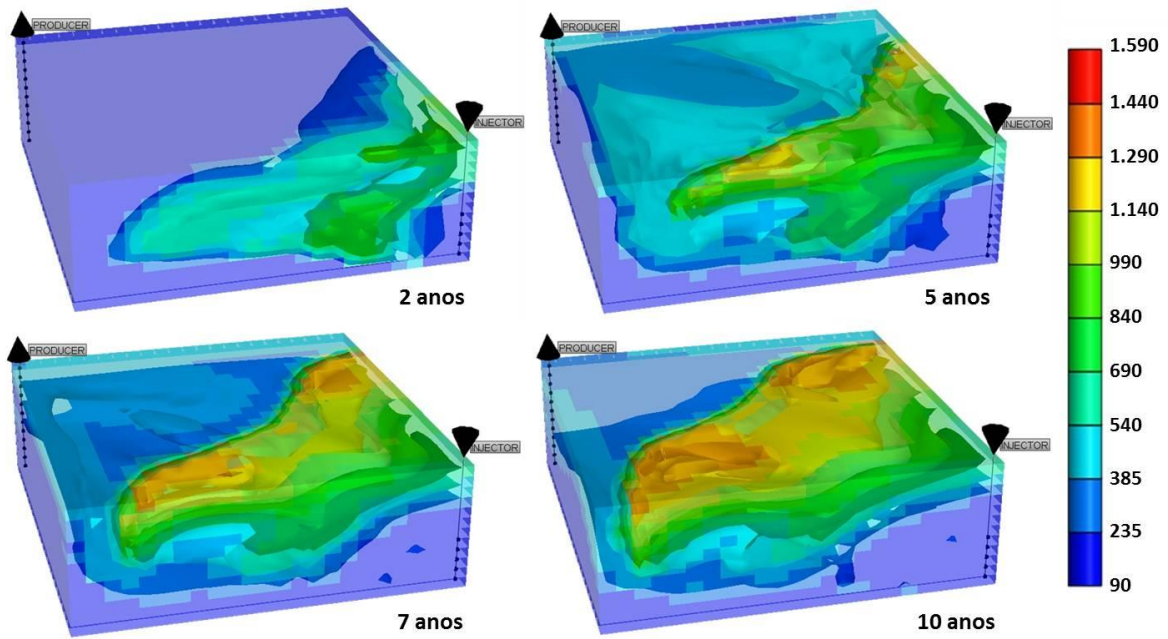 PRODUCER
INJECTOR
2 anos
PRODUCER
INJECTOR
5 anos
PRODUCER
INJECTOR
7 anos
PRODUCER
INJECTOR
10 anos
1.590
1.440
1.290
1.140
990
840
690
540
385
235
90